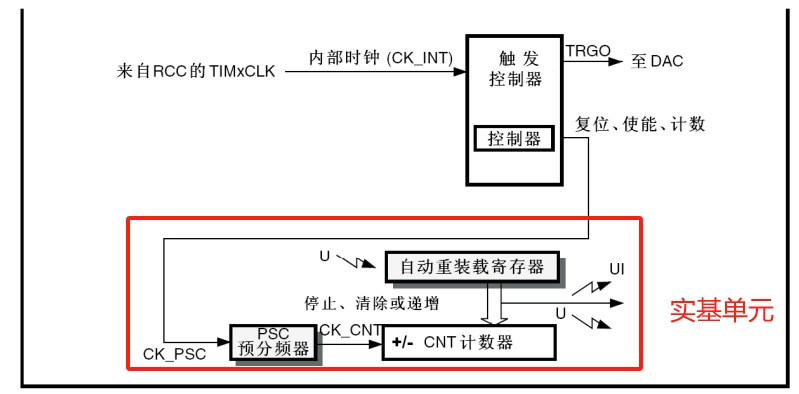 来自RCC的TIMxCLK
内部时钟 (CK_INT)
触 发
控制器
TRGO
至DAC
控制器
复位、使能、计数
U
自动重装载寄存器
UI
停止、清除或递增
U
实基单元
CK_PSC
PSC
预分频器
CK_CNT
+/- CNT 计数器